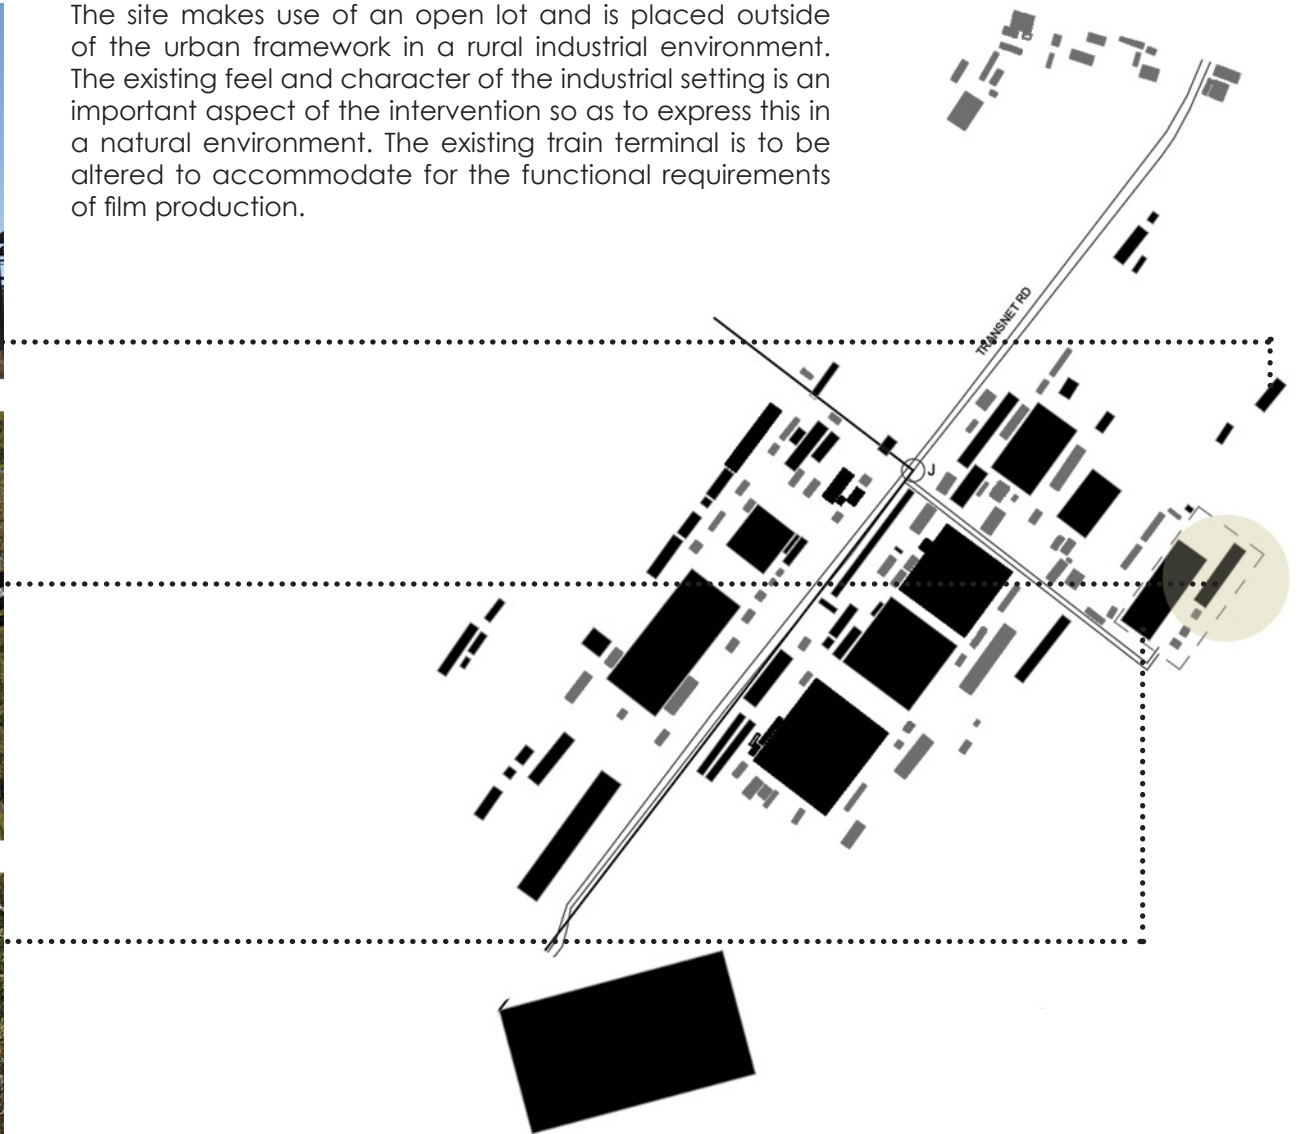 The site makes use of an open lot and is placed outside
of the urban framework in a rural industrial environment.
The existing feel and character of the industrial setting is an
important aspect of the intervention so as to express this in
a natural environment. The existing train terminal is to be
altered to accommodate for the functional requirements
of film production.
TRANSNET RD
J